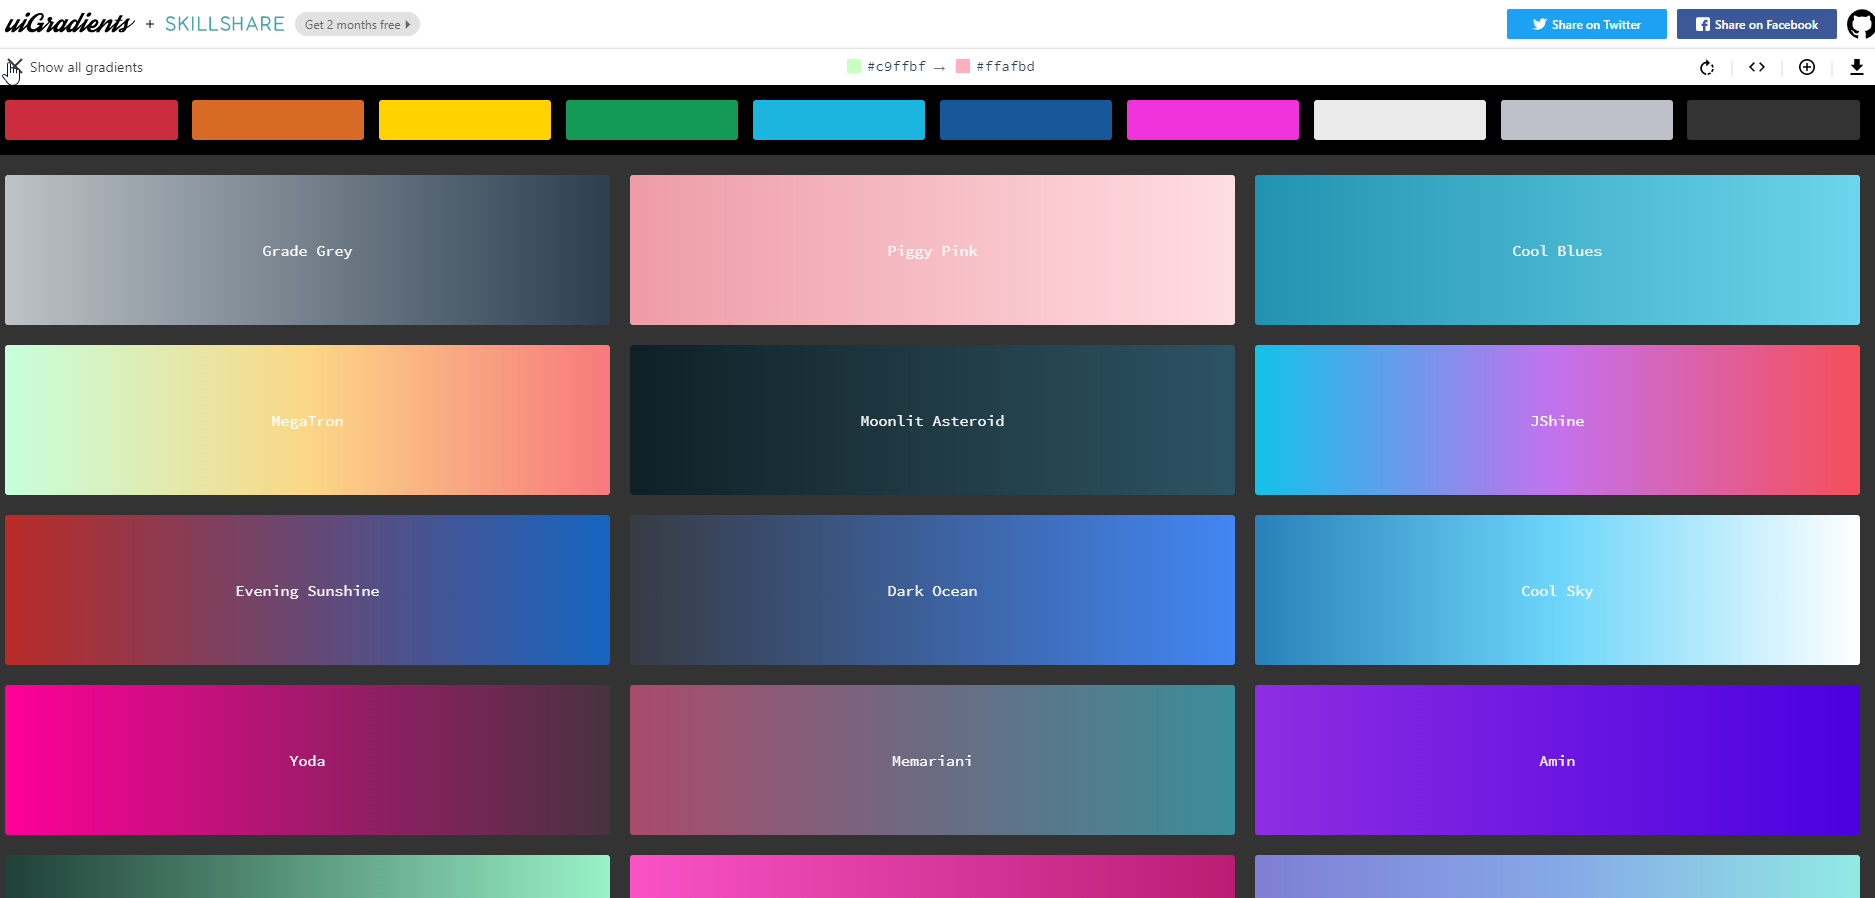 uiGradients + SKILLSHARE Get 2 months free
Share on Twitter
Share on Facebook
Show all gradients
#c9ffbf → #ffafbd
Grade Grey
Piggy Pink
Cool Blues
MegaTron
Moonlit Asteroid
JShine
Evening Sunshine
Dark Ocean
Cool Sky
Yoda
Memariani
Amin